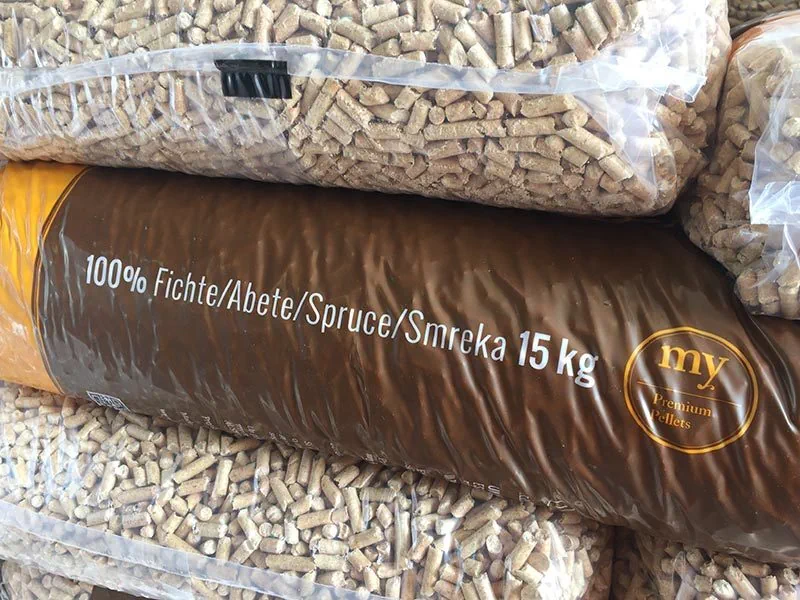 100% Fichte/Abete/Spruce/Smreka 15 kg
my
Premium
Pellets